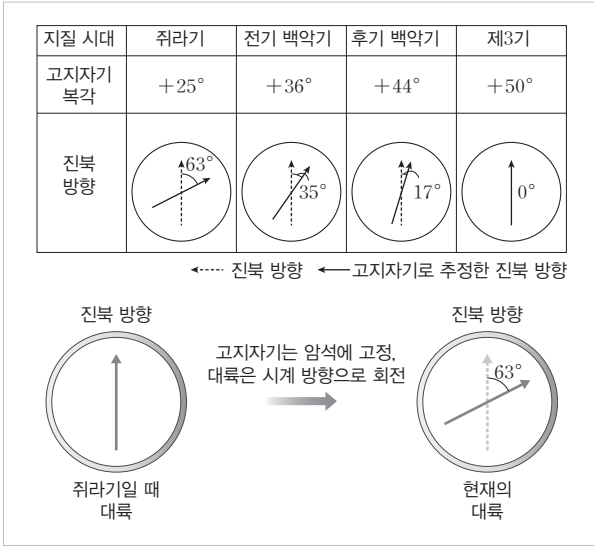 지질 시대 쥐라기 전기 백악기 후기 백악기 제3기
고지자기
복각
+25° +36° +44° +50°
진북
방향
63° 35° 17° 0°
진북 방향 고지자기로 추정한 진북 방향
진북 방향
고지자기는 암석에 고정,
대륙은 시계 방향으로 회전
진북 방향
63°
쥐라기일 때
대륙
현재의
대륙